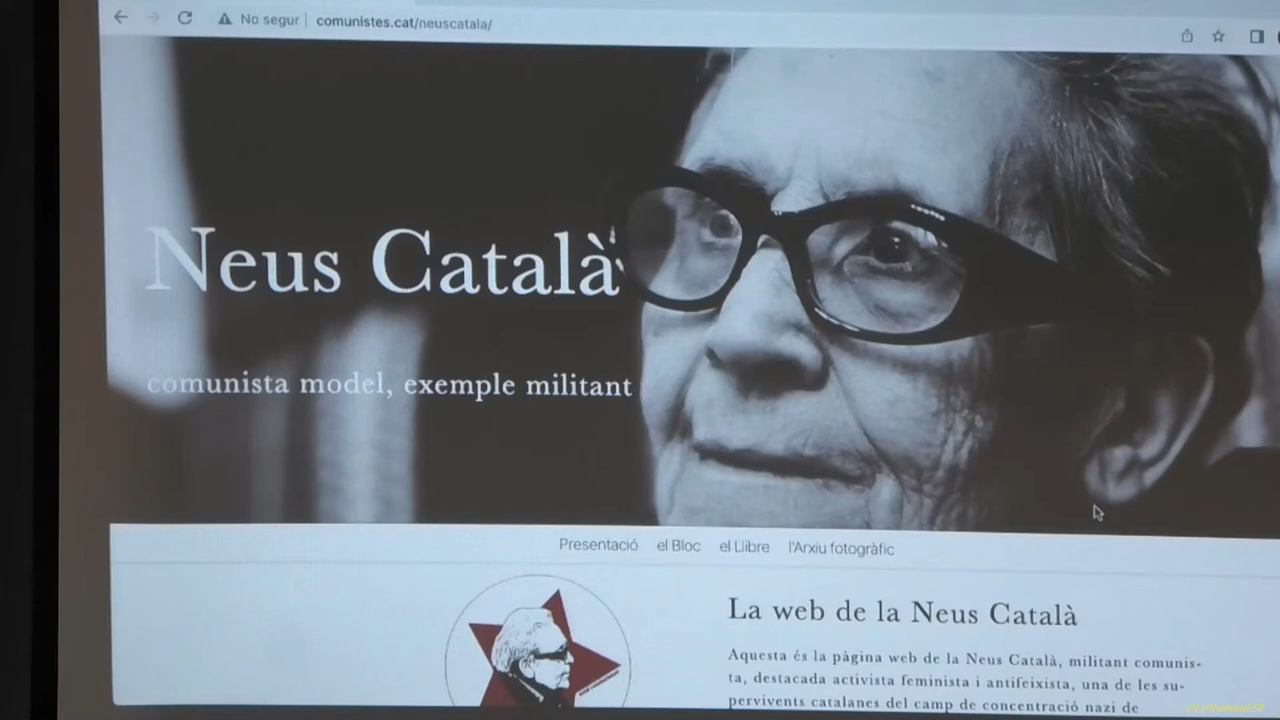 No segur
comunistes.cat/neuscatala/
Neus Català
comunista model, exemple militant
Presentació el Bloc el Llibre l'Arxiu fotogràfic
La web de la Neus Català
Aquesta és la pàgina web de la Neus Català, militant comunis-
ta, destacada activista feminista i antifeixista, una de les su-
pervivents catalanes del camp de concentració nazi de